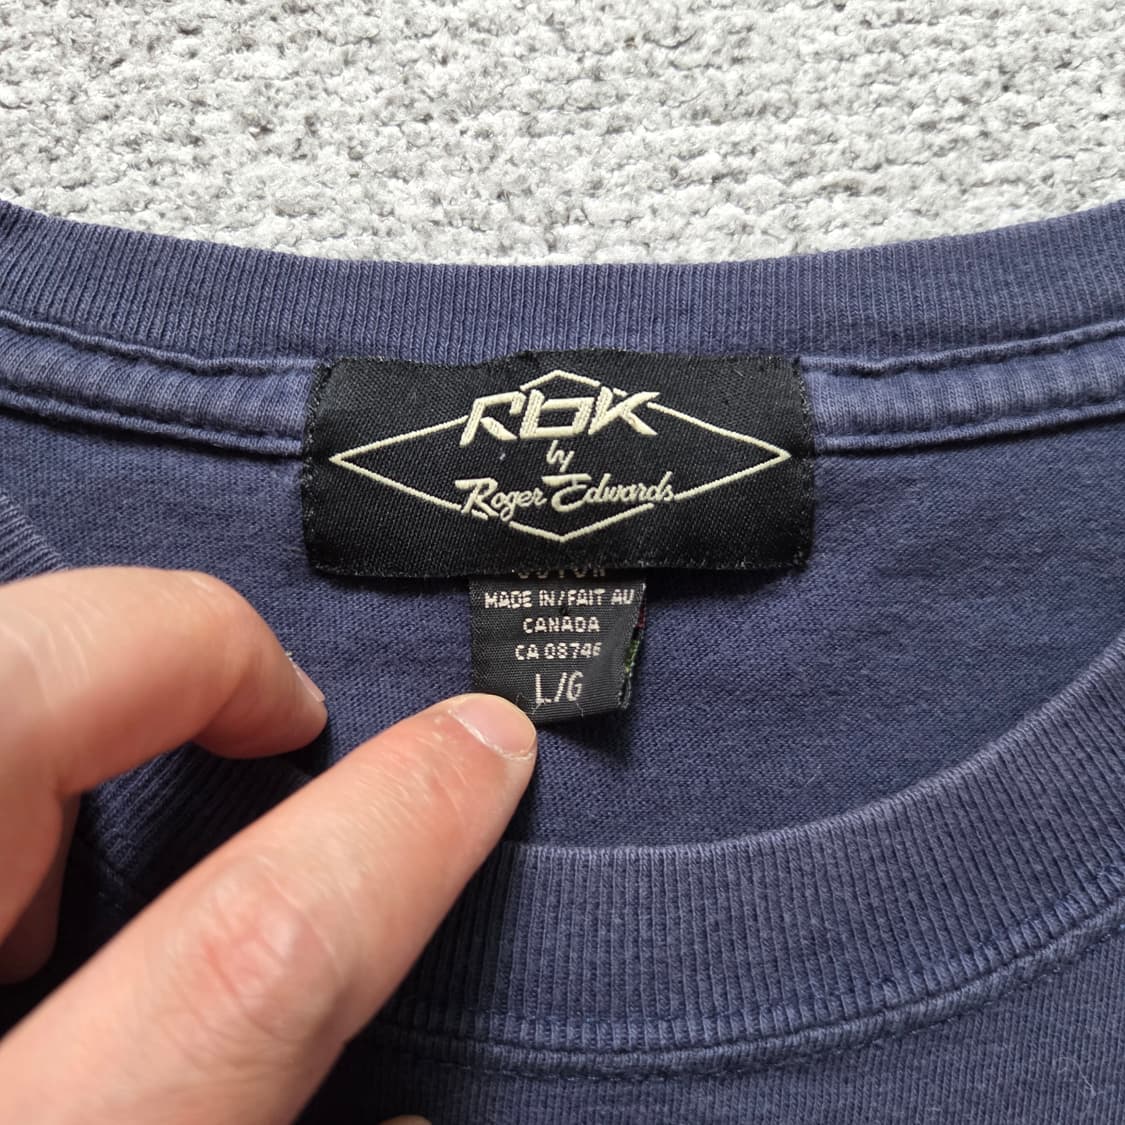 RBK
by
Roger Edwards
MADE IN/FAIT AU
CANADA
CA 08746
L/G